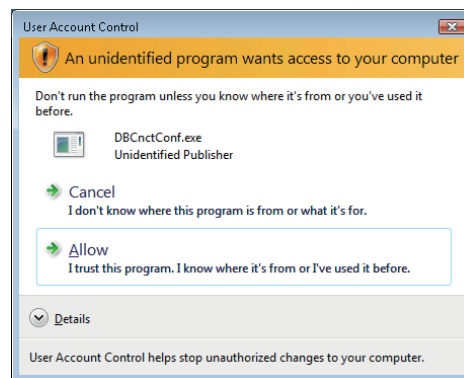 User Account Control
An unidentified program wants access to your computer
Don't run the program unless you know where it's from or you've used it
before.
DBCnctConf.exe
Unidentified Publisher
Cancel
I don't know where this program is from or what it's for.
Allow
I trust this program. I know where it's from or I've used it before.
Details
User Account Control helps stop unauthorized changes to your computer.